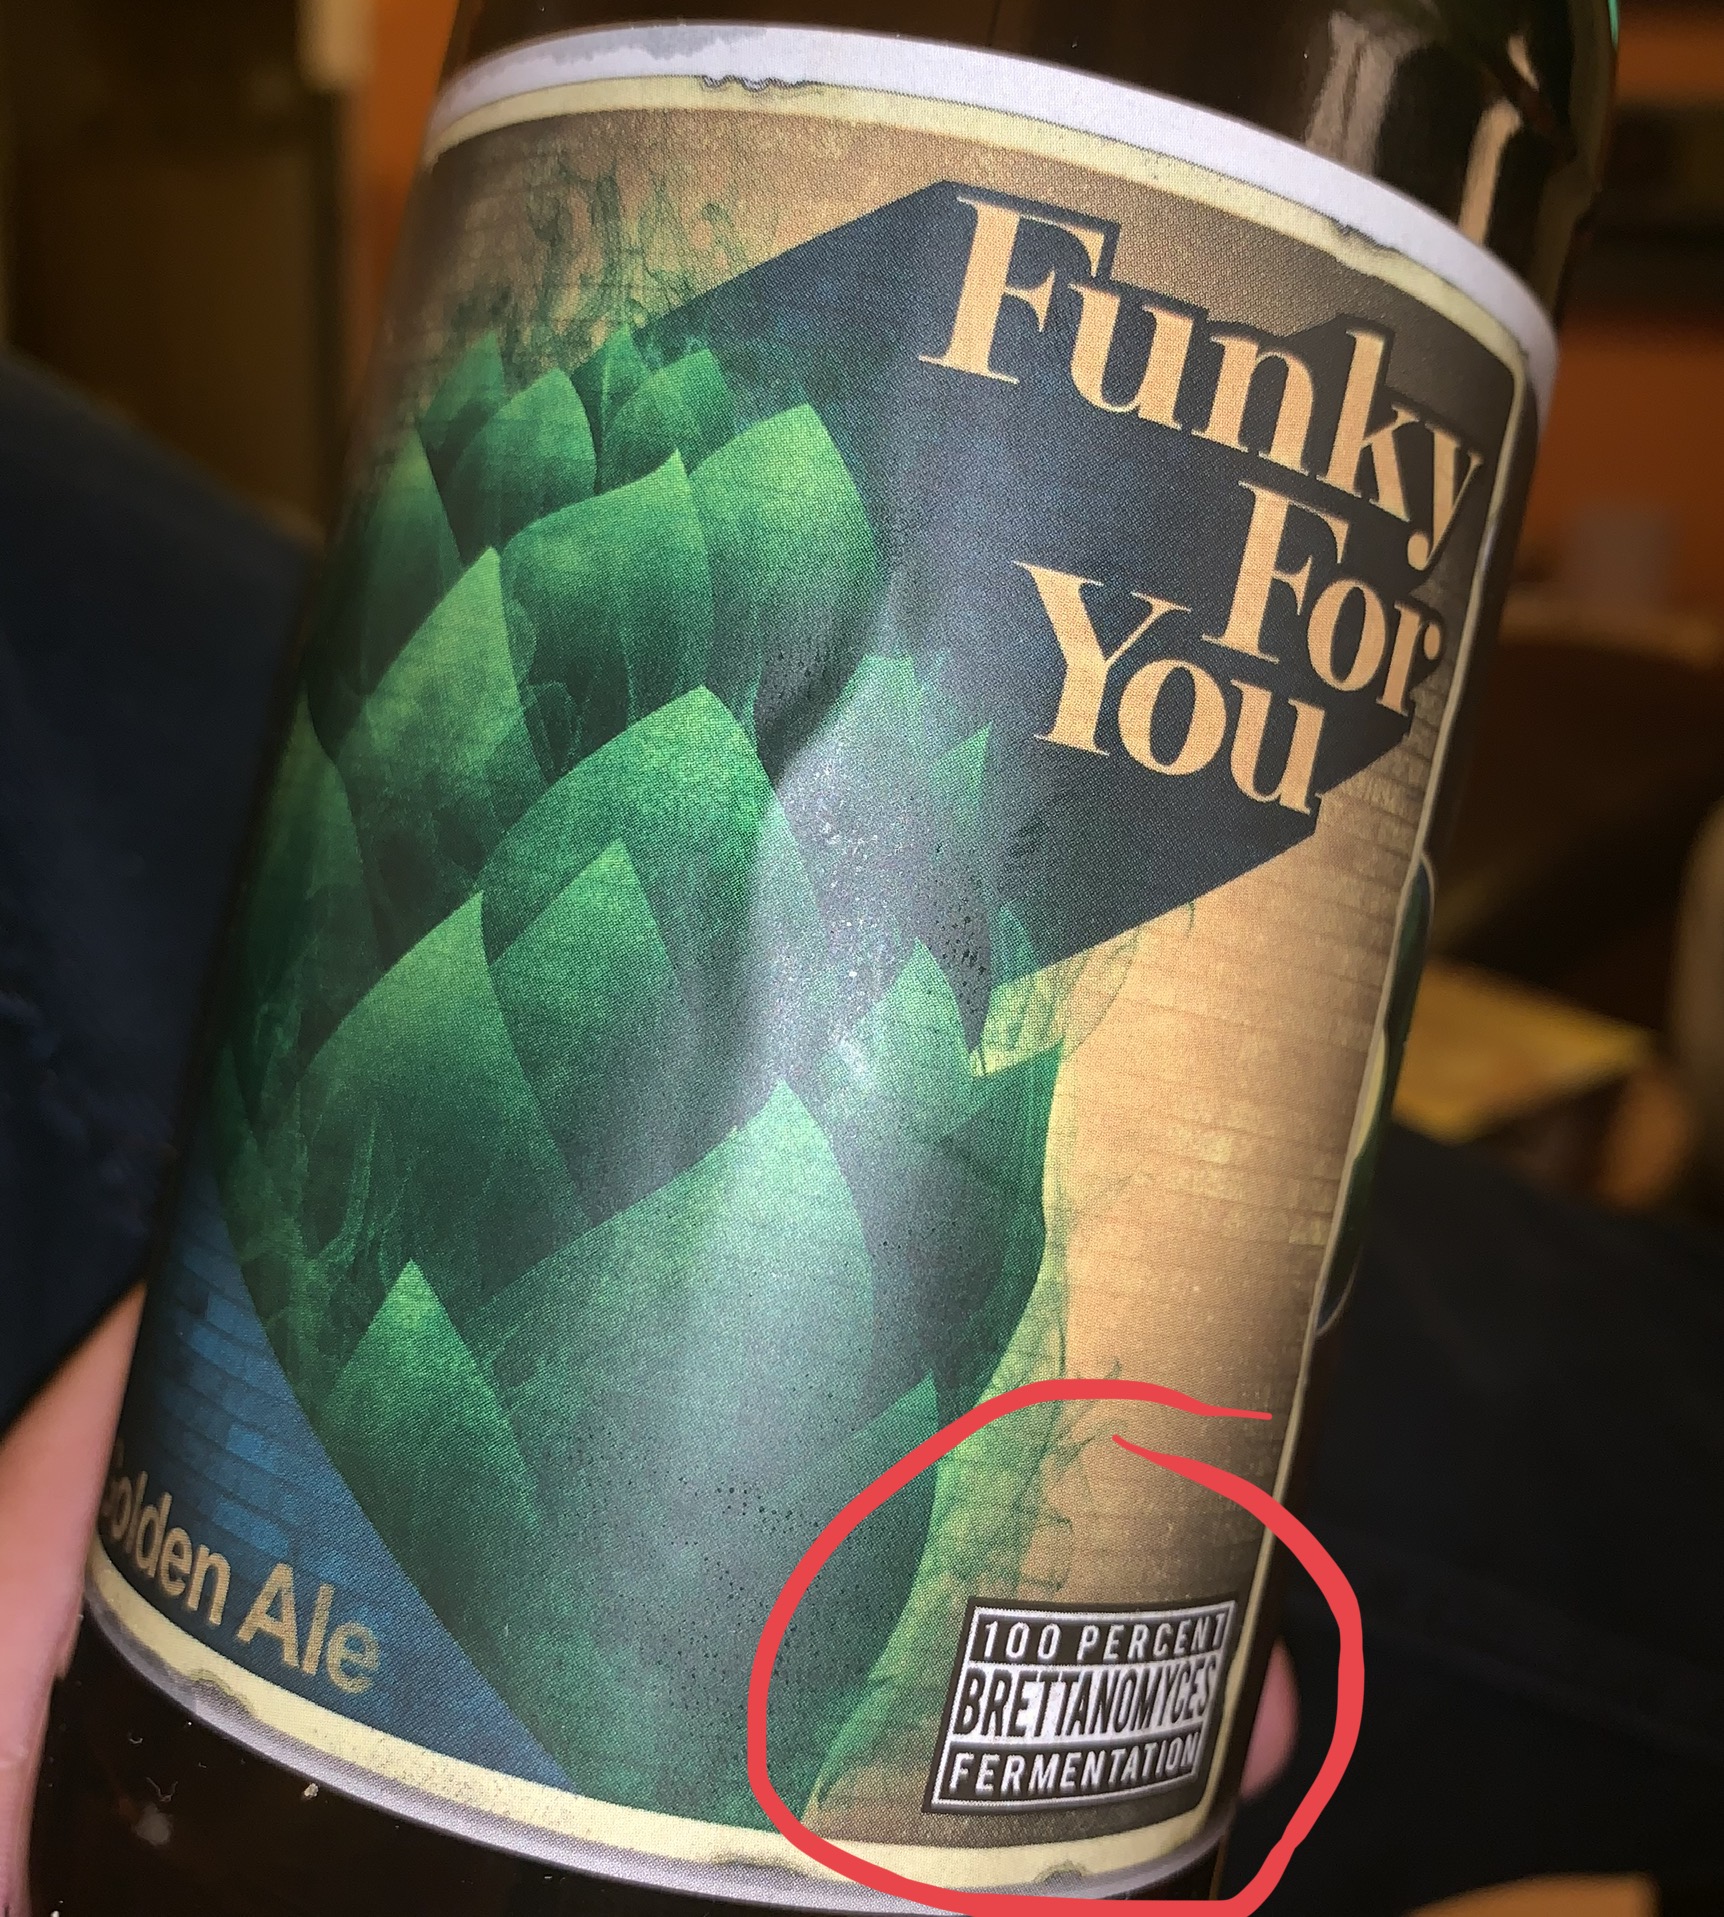 Funky
For
You
Golden Ale
100 PERCENT
BRETTANOMYCES
FERMENTATION